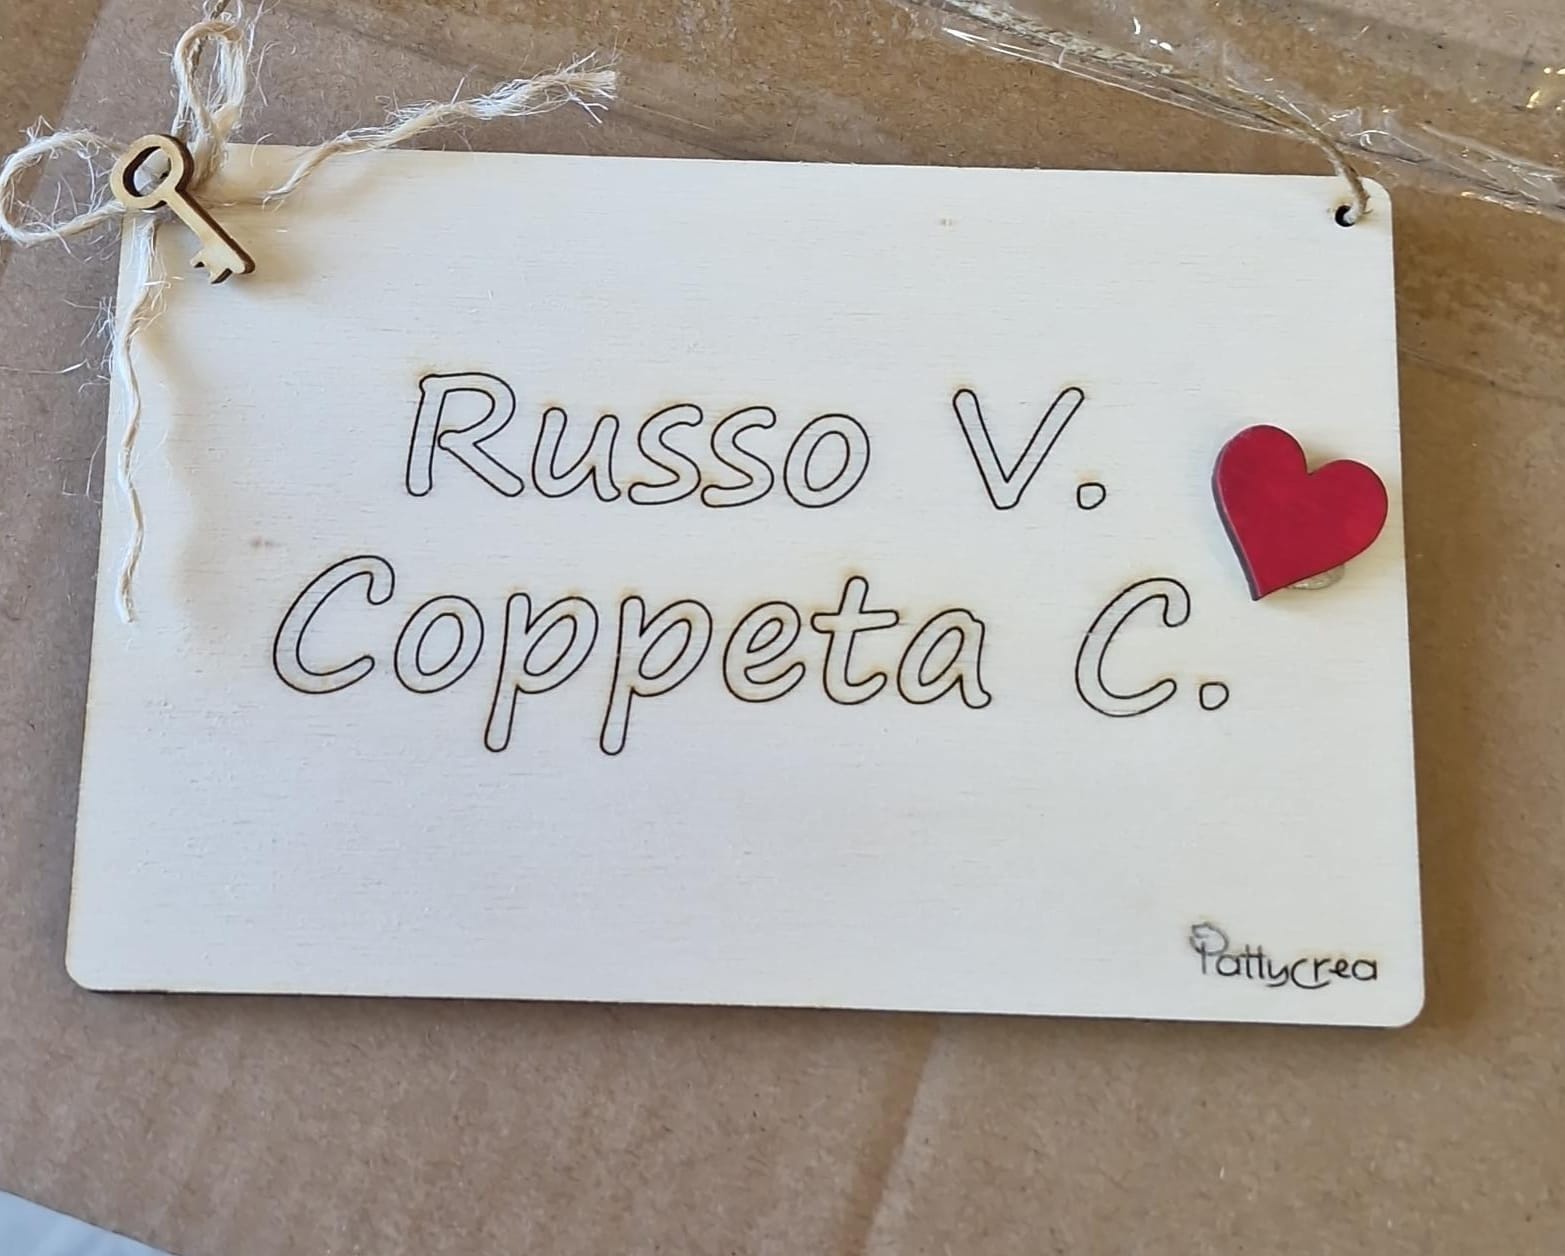 Russo V.
Coppeta C.
Pattycrea